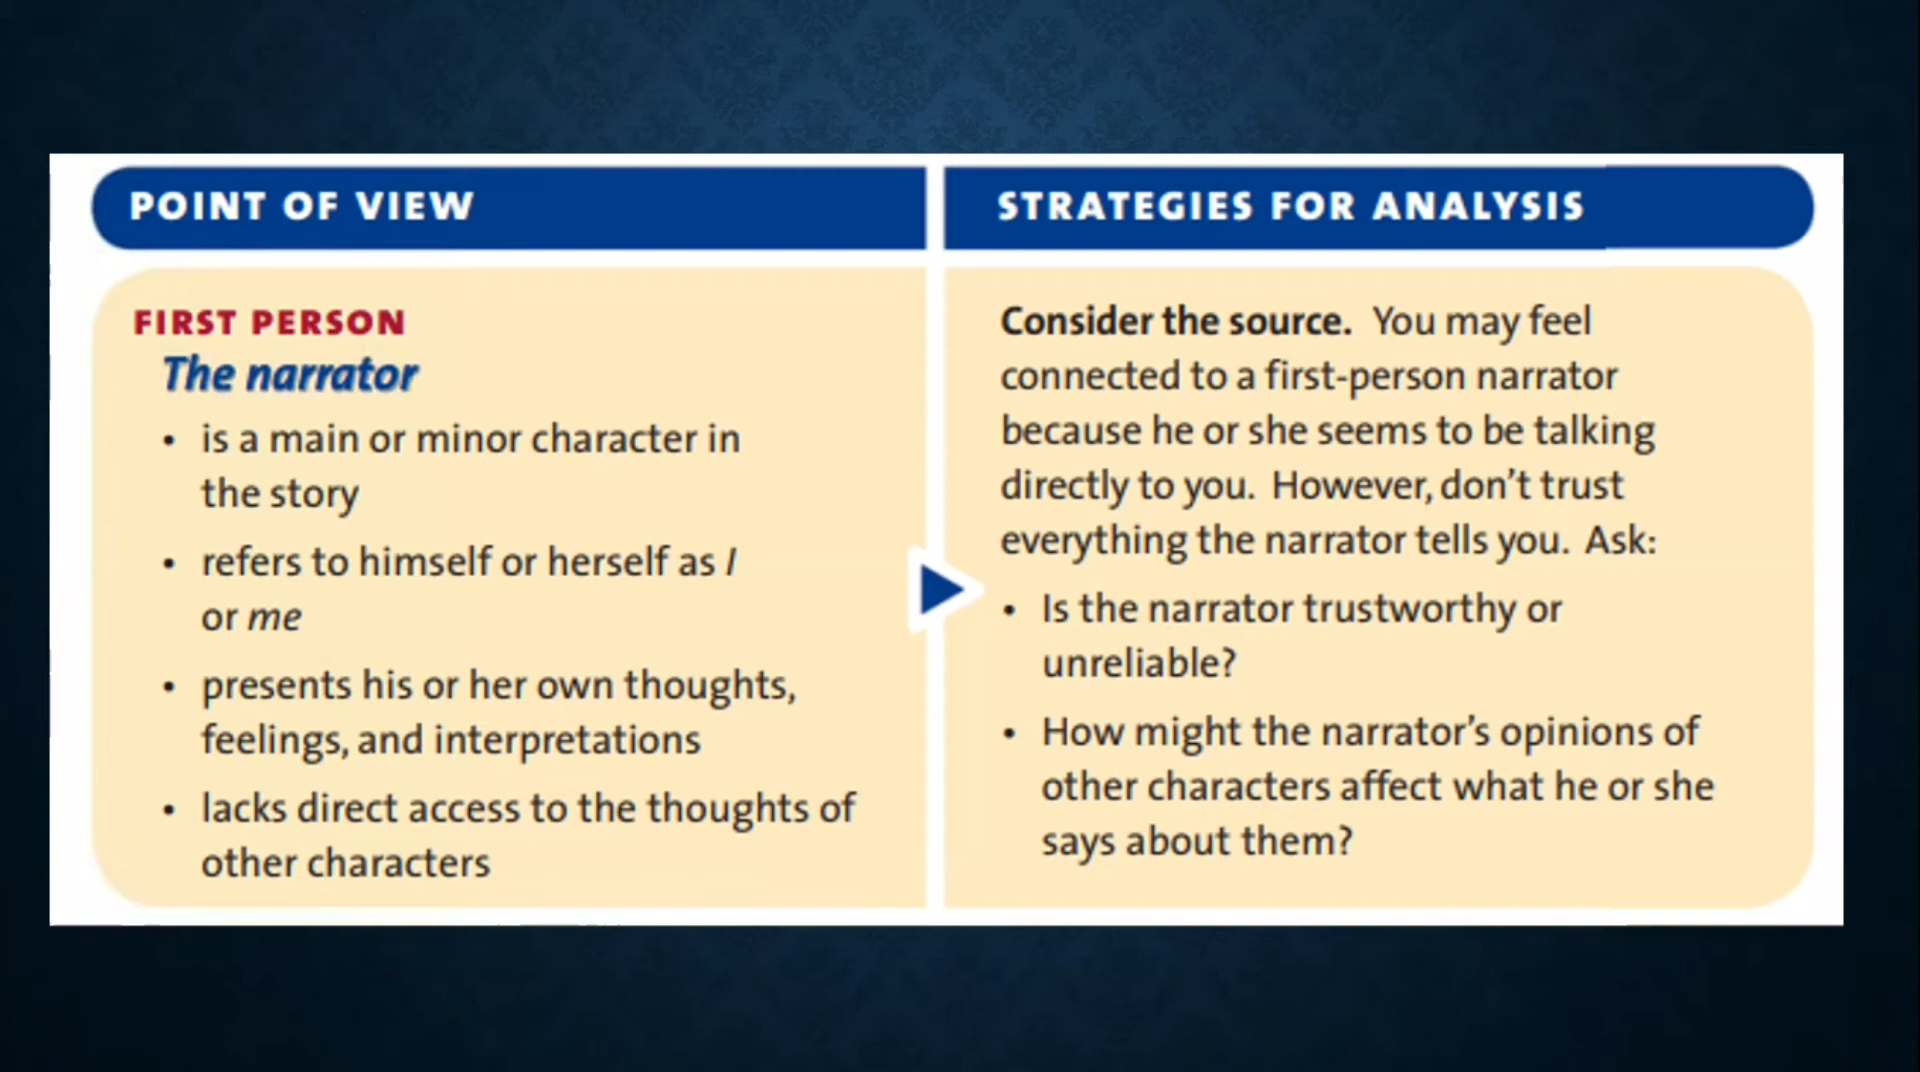 POINT OF VIEW
STRATEGIES FOR ANALYSIS
FIRST PERSON
The narrator
• is a main or minor character in
the story
• refers to himself or herself as I
or me
• presents his or her own thoughts,
feelings, and interpretations
• lacks direct access to the thoughts of
other characters
Consider the source. You may feel
connected to a first-person narrator
because he or she seems to be talking
directly to you. However, don’t trust
everything the narrator tells you. Ask:
• Is the narrator trustworthy or
unreliable?
• How might the narrator’s opinions of
other characters affect what he or she
says about them?